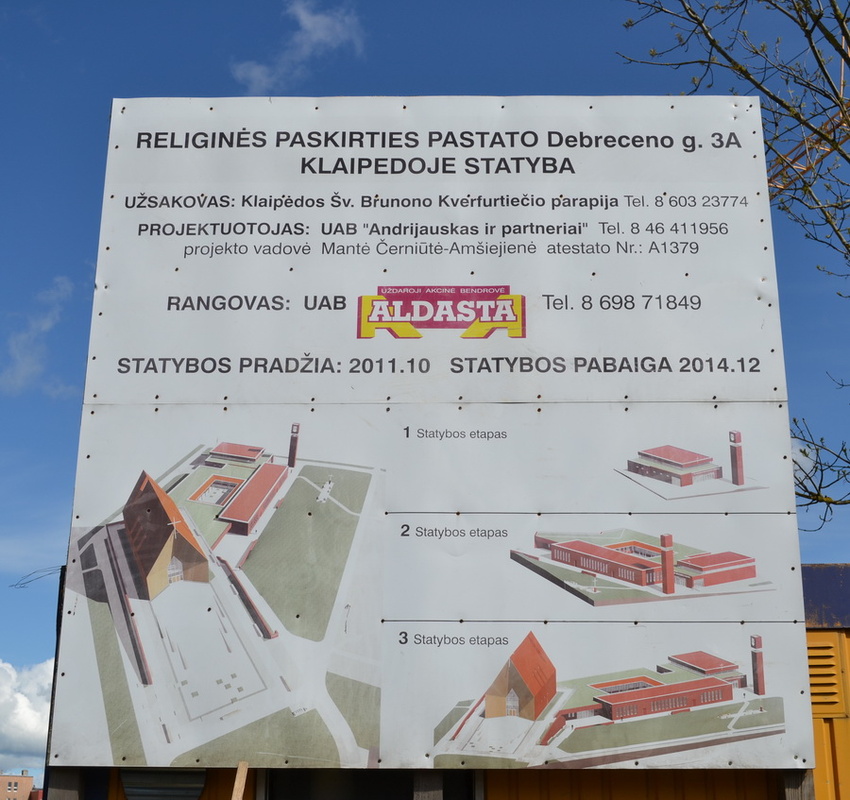 RELIGINĖS PASKIRTIES PASTATO Debreceno g. 3A
KLAIPEDOJE STATYBA
UŽSAKOVAS: Klaipėdos Šv. Brunono Kverfurtiečio parapija Tel. 8 603 23774
PROJEKTUOTOJAS: UAB "Andrijauskas ir partneriai" Tel. 8 46 411956
projekto vadovė Mantė Černiūtė-Amšiejienė atestato Nr.: A1379
UŽDAROJI AKCINĖ BENDROVĖ
RANGOVAS: UAB ALDASTA Tel. 8 698 71849
STATYBOS PRADŽIA: 2011.10 STATYBOS PABAIGA 2014.12
1 Statybos etapas
2 Statybos etapas
3 Statybos etapas